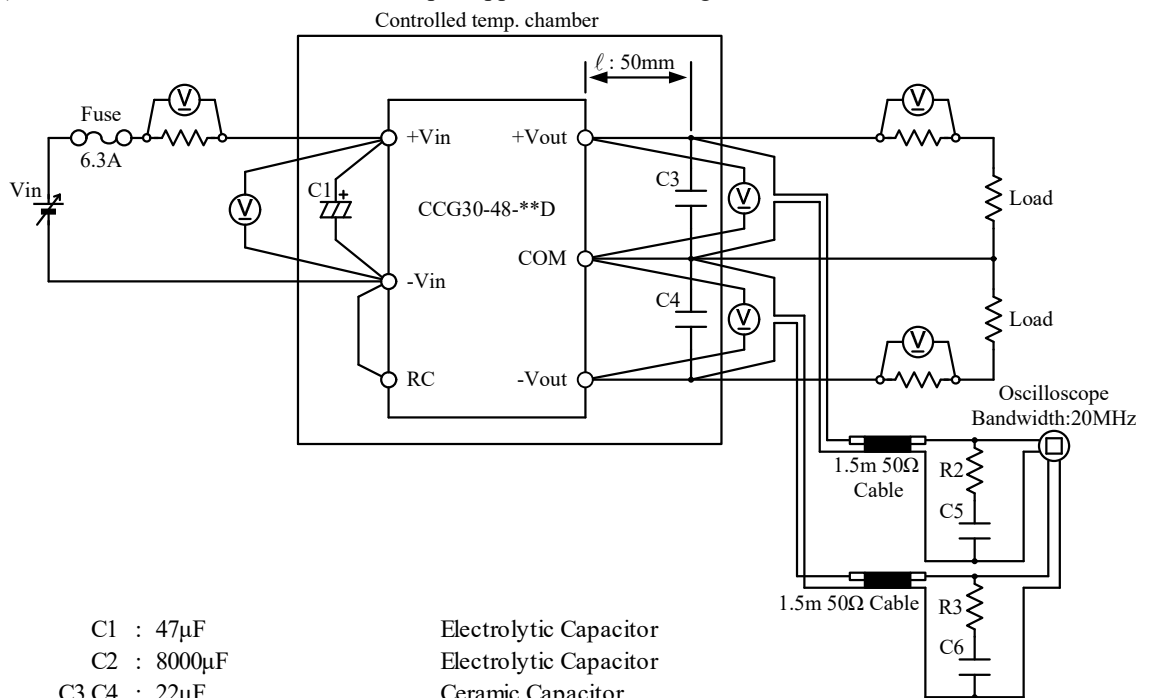 Controlled temp. chamber
ℓ : 50mm
Fuse
6.3A
V
V
+Vin
+Vout
Vin
V
C1
+
CCG30-48-**D
C3
V
Load
COM
-Vin
C4
V
Load
V
RC
-Vout
Oscilloscope
Bandwidth:20MHz
1.5m 50Ω
Cable
R2
C5
1.5m 50Ω Cable
R3
C6
C1 : 47μF Electrolytic Capacitor
C2 : 8000μF Electrolytic Capacitor
C3,C4 : 22μF Ceramic Capacitor